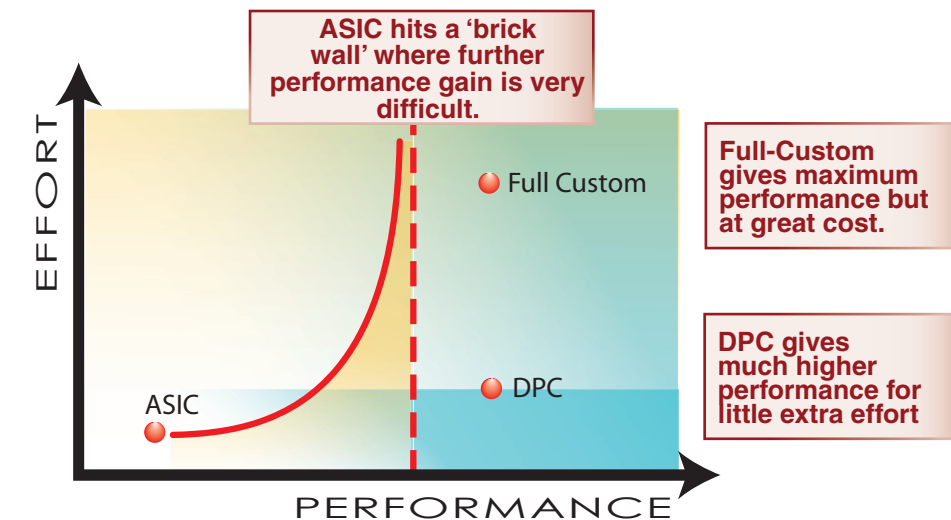 ASIC hits a ‘brick
wall’ where further
performance gain is very
difficult.
EFFORT
Full Custom
Full-Custom
gives maximum
performance but
at great cost.
DPC gives
much higher
performance for
little extra effort
DPC
ASIC
PERFORMANCE